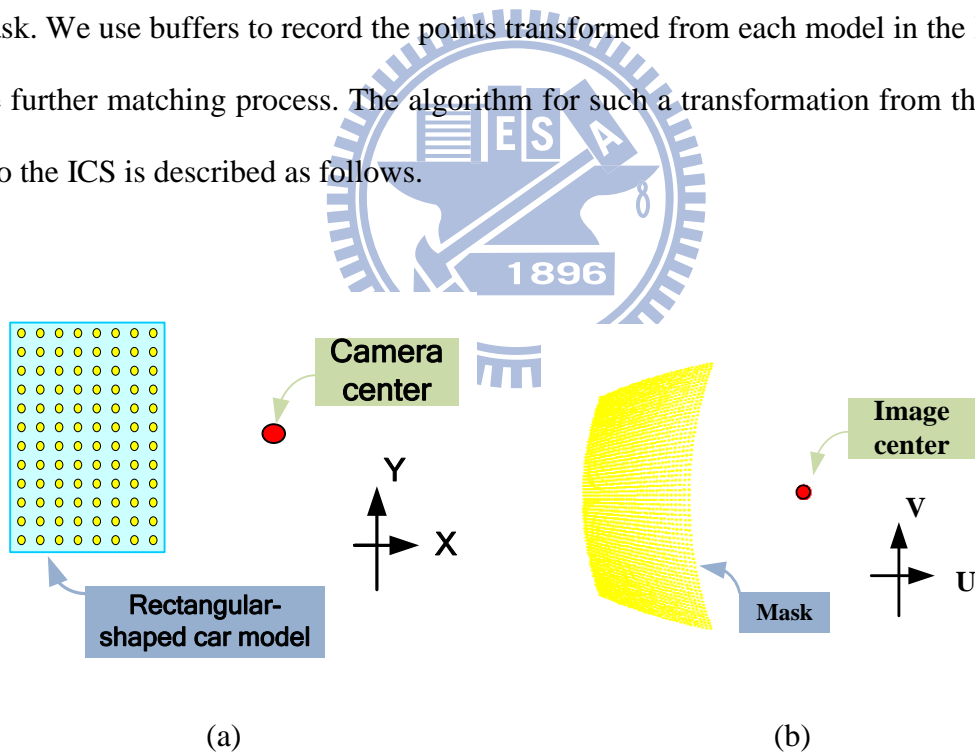 ask. We use buffers to record the points transformed from each model in the
further matching process. The algorithm for such a transformation from th
o the ICS is described as follows.
ESA
1896
Camera
center
Y
X
Rectangular-
shaped car model
Image
center
V
U
Mask
(a)
(b)